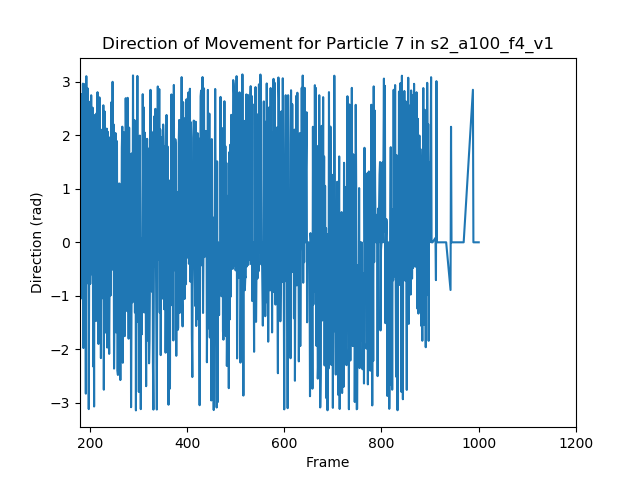 Direction of Movement for Particle 7 in s2_a100_f4_v1
3
2
1
0
−1
−2
−3
Direction (rad)
200 400 600 800 1000 1200
Frame